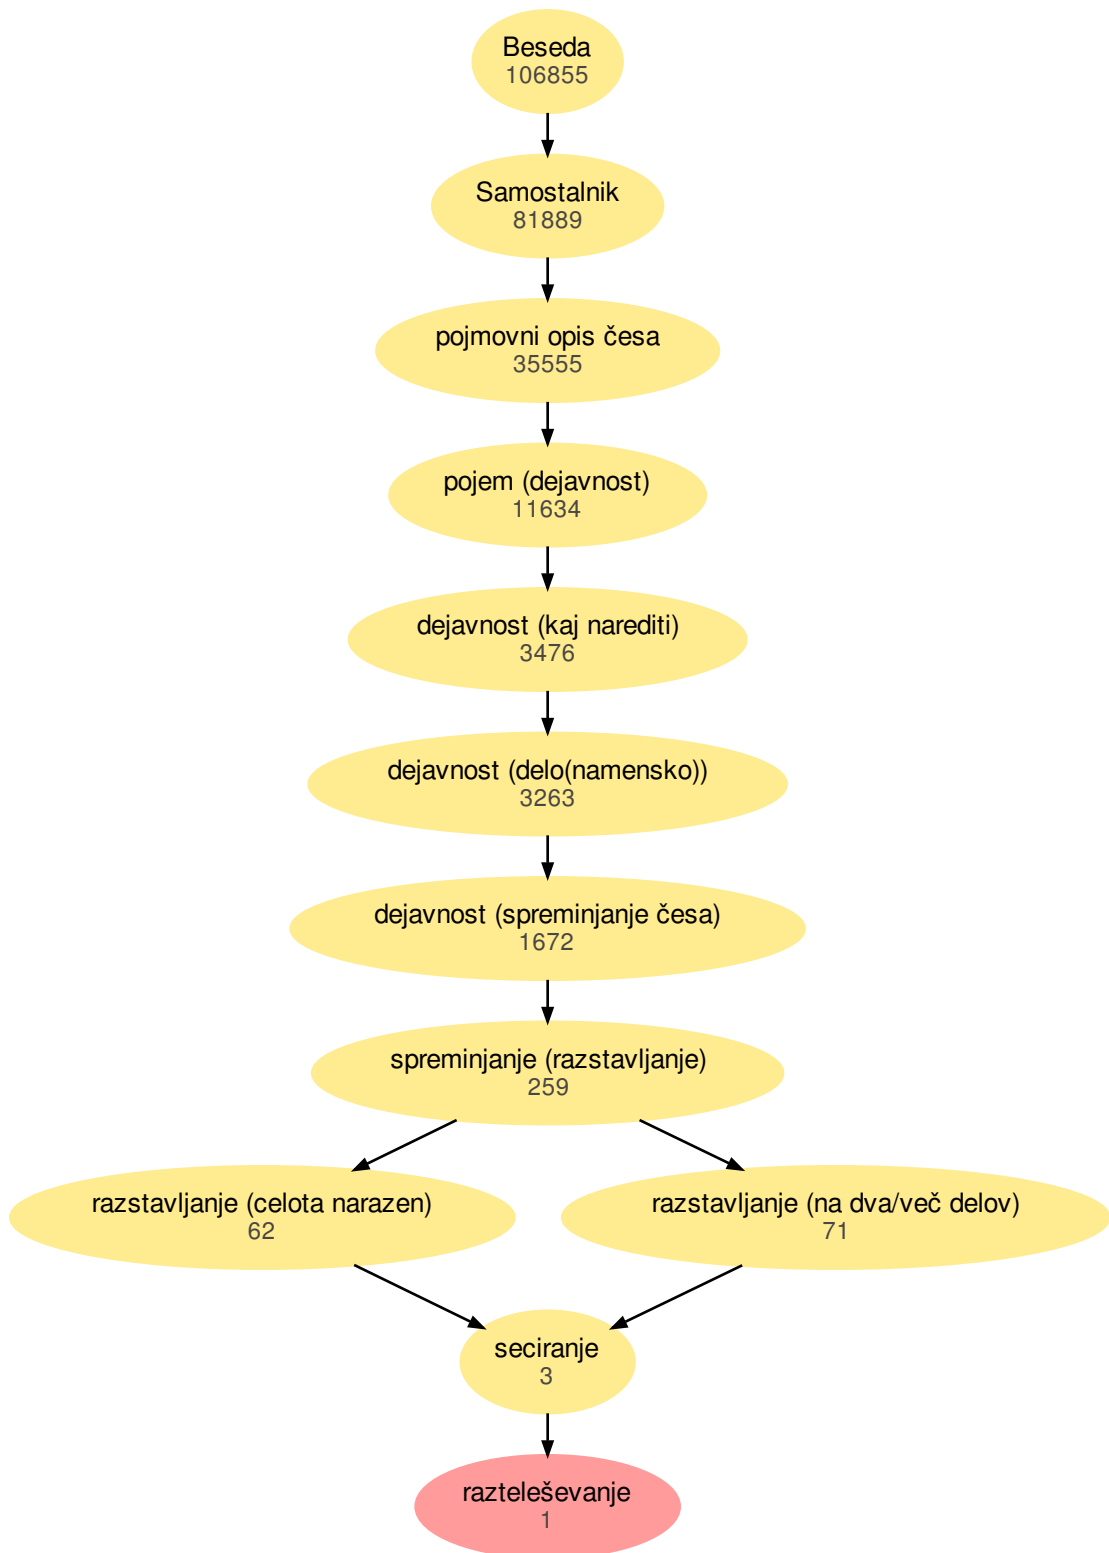 Beseda
106855
Samostalnik
81889
pojmovni opis česa
35555
pojem (dejavnost)
11634
dejavnost (kaj narediti)
3476
dejavnost (delo(namensko))
3263
dejavnost (spreminjanje česa)
1672
spreminjanje (razstavljanje)
259
razstavljanje (celota narazen)
62
razstavljanje (na dva/več delov)
71
seciranje
3
razteleševanje
1